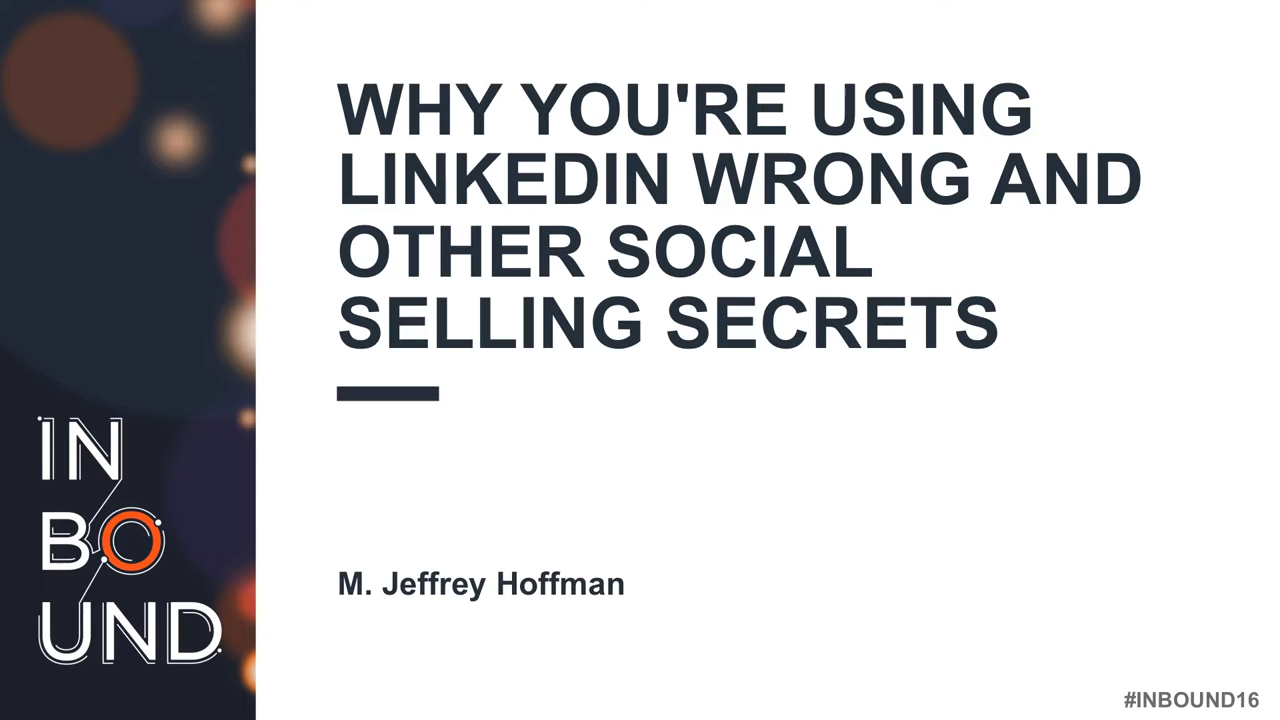 WHY YOU'RE USING
LINKEDIN WRONG AND
OTHER SOCIAL
SELLING SECRETS
M. Jeffrey Hoffman
IN
BO
UND
#INBOUND16